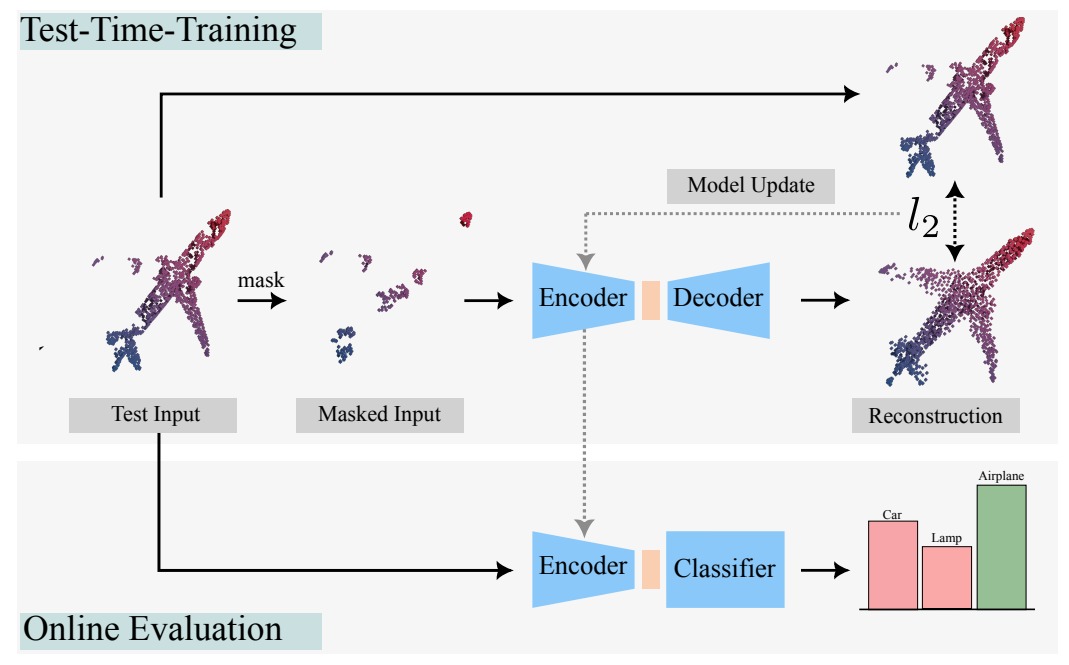 Test-Time-Training
Model Update
l₂
mask
Encoder
Decoder
Test Input
Masked Input
Reconstruction
Airplane
Car
Lamp
Encoder
Classifier
Online Evaluation